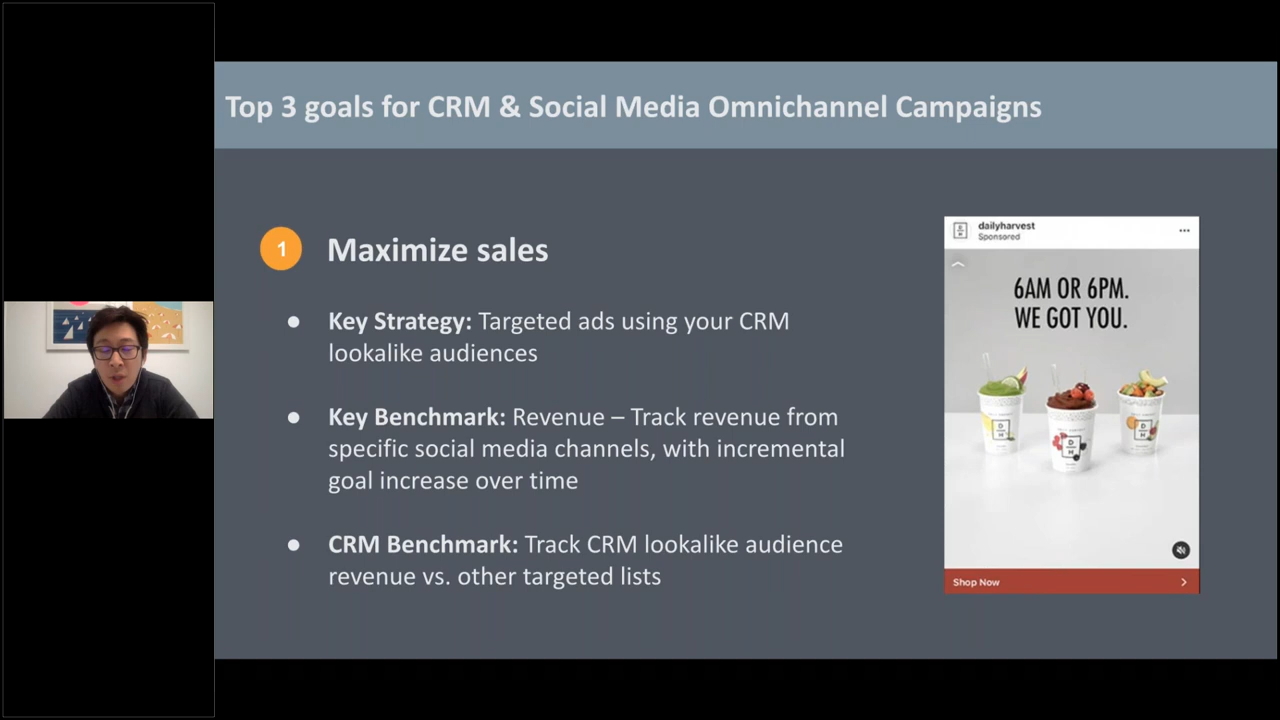 Top 3 goals for CRM & Social Media Omnichannel Campaigns
1
Maximize sales
● Key Strategy: Targeted ads using your CRM
lookalike audiences
● Key Benchmark: Revenue – Track revenue from
specific social media channels, with incremental
goal increase over time
● CRM Benchmark: Track CRM lookalike audience
revenue vs. other targeted lists
dailyharvest
Sponsored
6AM OR 6PM.
WE GOT YOU.
D
H
D
H
D
H
Shop Now